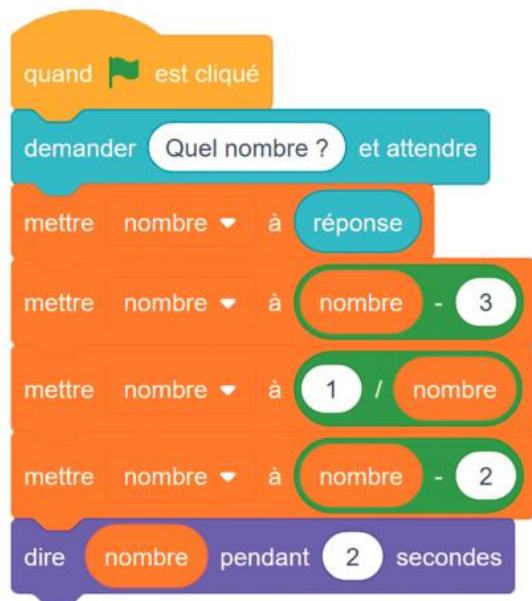 quand est cliqué
demander Quel nombre ? et attendre
mettre nombre à réponse
mettre nombre à nombre - 3
mettre nombre à 1 / nombre
mettre nombre à nombre - 2
dire nombre pendant 2 secondes